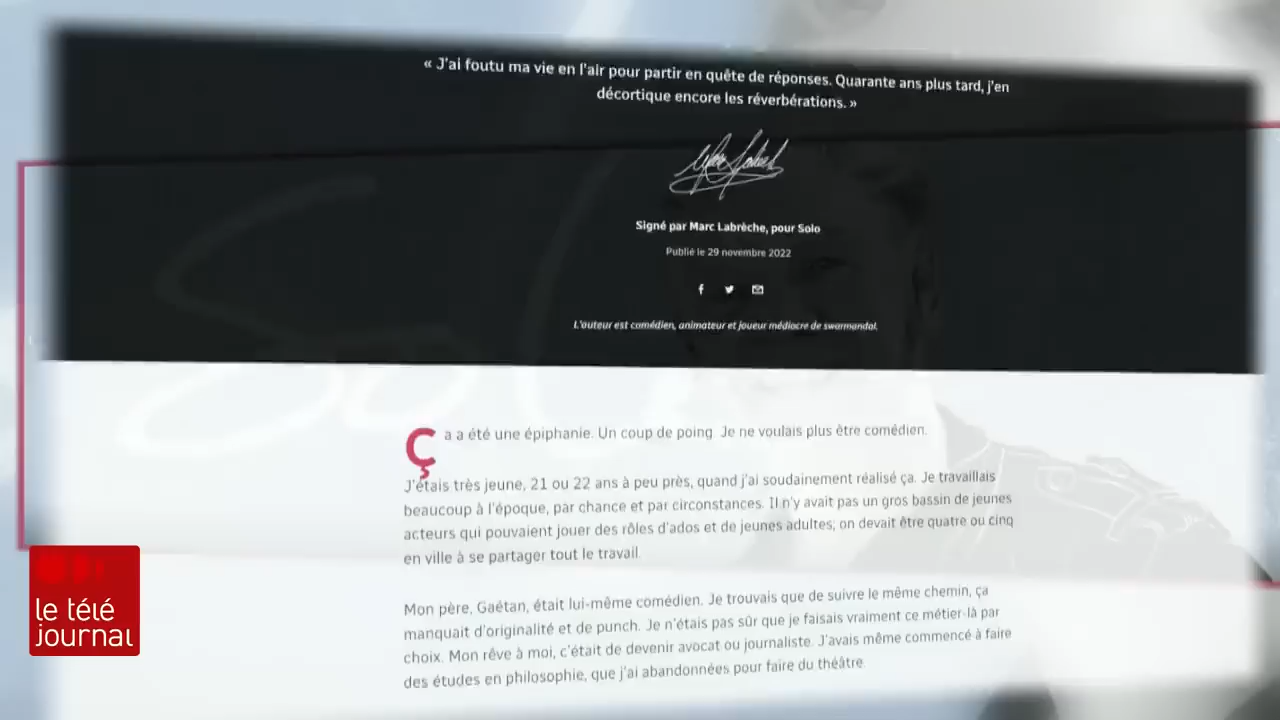 « J'ai foutu ma vie en l'air pour partir en quête de réponses. Quarante ans plus tard, j'en
décortique encore les réverbérations. »
Signé par Marc Labrèche, pour Solo
Publié le 29 novembre 2022
L'auteur est comédien, animateur et joueur médiocre de swarmandal.
Solo
Ça a été une épiphanie. Un coup de poing. Je ne voulais plus être comédien.
J'étais très jeune, 21 ou 22 ans à peu près, quand j'ai soudainement réalisé ça. Je travaillais
beaucoup à l'époque, par chance et par circonstances. Il n'y avait pas un gros bassin de jeunes
acteurs qui pouvaient jouer des rôles d'ados et de jeunes adultes; on devait être quatre ou cinq
en ville à se partager tout le travail.
Mon père, Gaétan, était lui-même comédien. Je trouvais que de suivre le même chemin, ça
manquait d'originalité et de punch. Je n'étais pas sûr que je faisais vraiment ce métier-là par
choix. Mon rêve à moi, c'était de devenir avocat ou journaliste. J'avais même commencé à faire
des études en philosophie, que j'ai abandonnées pour faire du théâtre.
le télé
journal